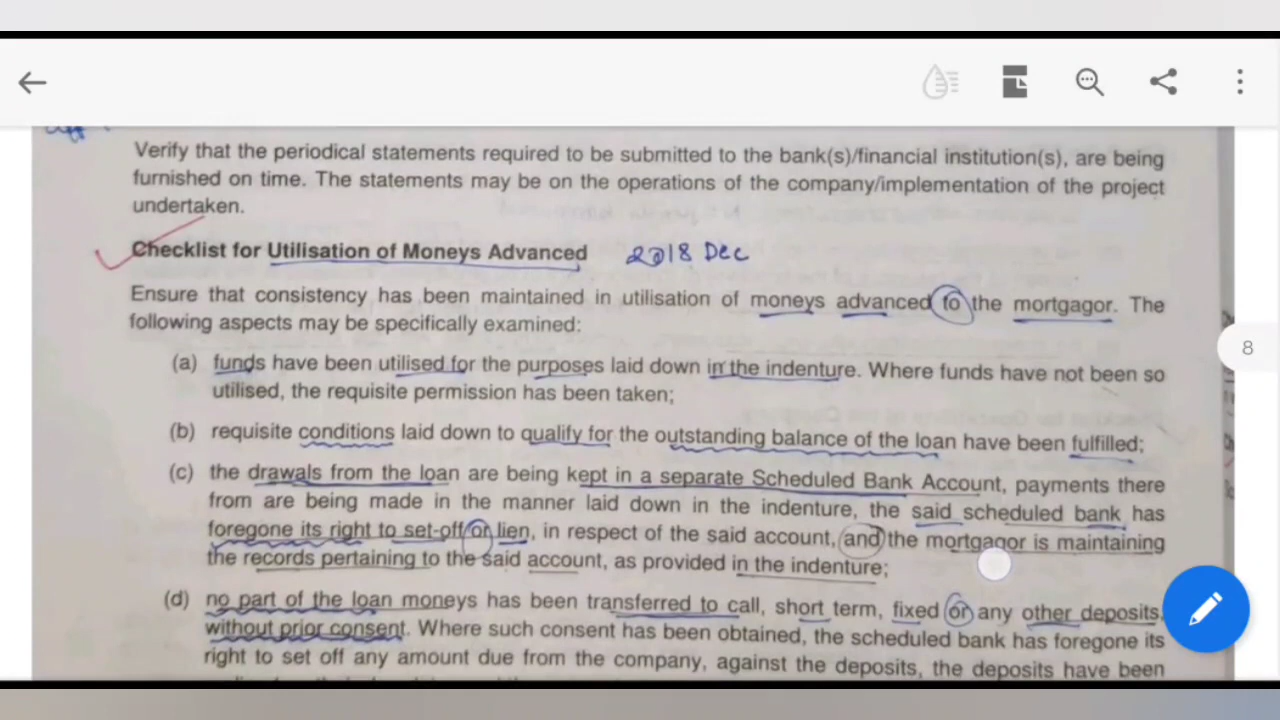 Verify that the periodical statements required to be submitted to the bank(s)/financial institution(s), are being
furnished on time. The statements may be on the operations of the company/implementation of the project
undertaken.
Checklist for Utilisation of Moneys Advanced 2018 Dec
Ensure that consistency has been maintained in utilisation of moneys advanced to the mortgagor. The
following aspects may be specifically examined:
8
(a) funds have been utilised for the purposes laid down in the indenture. Where funds have not been so
utilised, the requisite permission has been taken;
(b) requisite conditions laid down to qualify for the outstanding balance of the loan have been fulfilled;
(c) the drawals from the loan are being kept in a separate Scheduled Bank Account, payments there
from are being made in the manner laid down in the indenture, the said scheduled bank has
foregone its right to set-off or lien, in respect of the said account, and the mortgagor is maintaining
the records pertaining to the said account, as provided in the indenture;
(d) no part of the loan moneys has been transferred to call, short term, fixed or any other deposits,
without prior consent. Where such consent has been obtained, the scheduled bank has foregone its
right to set off any amount due from the company, against the deposits, the deposits have been